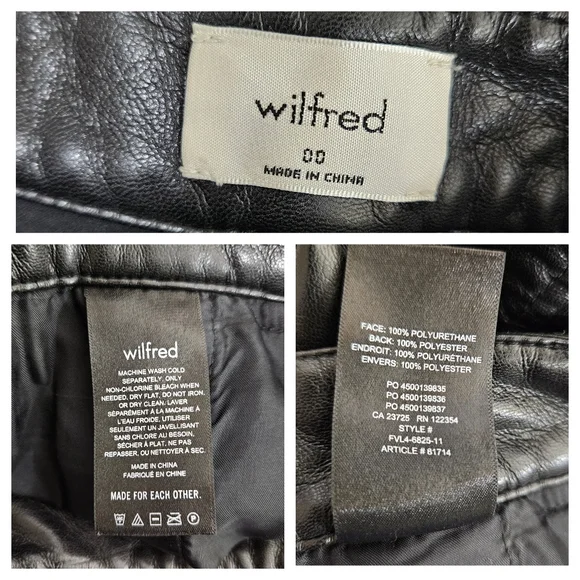 wilfred
00
MADE IN CHINA
wilfred
MACHINE WASH COLD
SEPARATELY, ONLY
NON-CHLORINE BLEACH WHEN
NEEDED, DRY FLAT, DO NOT IRON,
OR DRY CLEAN. LAVER
SÉPARÉMENT À LA MACHINE À
L'EAU FROIDE, UTILISER
SEULEMENT UN JAVELLISANT
SANS CHLORE AU BESOIN,
SÉCHER À PLAT. NE PAS
REPASSER, OU NETTOYER À SEC.
MADE IN CHINA
FABRIQUÉ EN CHINE
MADE FOR EACH OTHER.
FACE: 100% POLYURETHANE
BACK: 100% POLYESTER
ENDROIT: 100% POLYURÉTHANE
ENVERS: 100% POLYESTER
PO 4500139835
PO 4500139836
PO 4500139837
CA 23725 RN 122354
STYLE #
FVL4-6825-11
ARTICLE # 81714